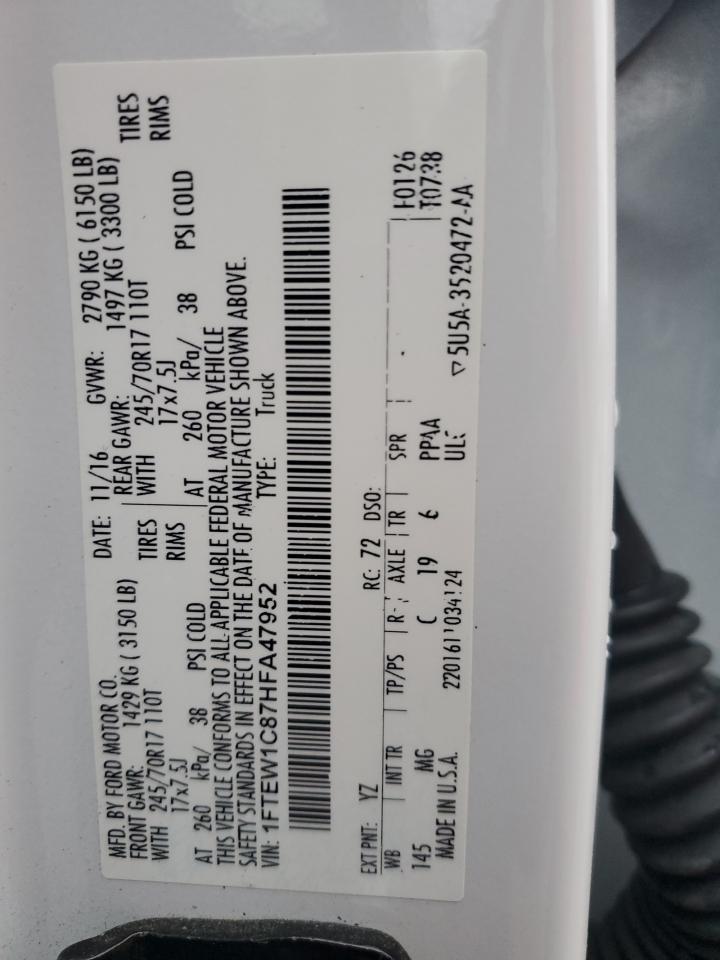 MFD. BY FORD MOTOR CO. DATE: 11/16 GVWR: 2790 KG ( 6150 LB)
FRONT GAWR: 1429 KG ( 3150 LB) REAR GAWR: 1497 KG ( 3300 LB)
WITH 245/70R17 110T TIRES WITH 245/70R17 110T TIRES
17x7.5J RIMS 17x7.5J RIMS
AT 260 kPa/ 38 PSI COLD AT 260 kPa/ 38 PSI COLD
THIS VEHICLE CONFORMS TO ALL APPLICABLE FEDERAL MOTOR VEHICLE
SAFETY STANDARDS IN EFFECT ON THE DATE OF MANUFACTURE SHOWN ABOVE.
VIN: 1FTEW1C87HFA47952 TYPE: Truck
EXT PNT: YZ RC: 72 DSO:
WB INT TR TP/PS R- AXLE TR SPR F0126
145 MG C 19 6 PPAA T0738
MADE IN U.S.A. 2201611034124 ▽5U5A-3520472-AA